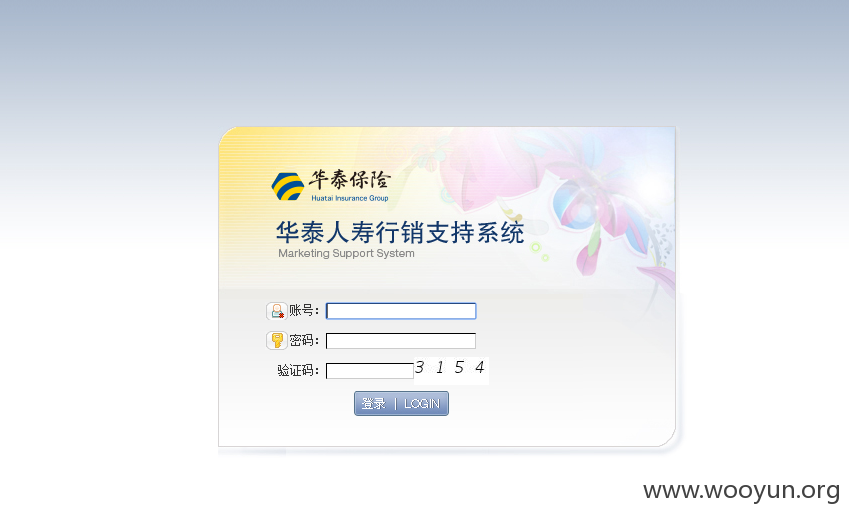 华泰保险
Huatai Insurance Group
华泰人寿行销支持系统
Marketing Support System
账号：
密码：
验证码： 3 1 5 4
登录 | LOGIN
www.wooyun.org